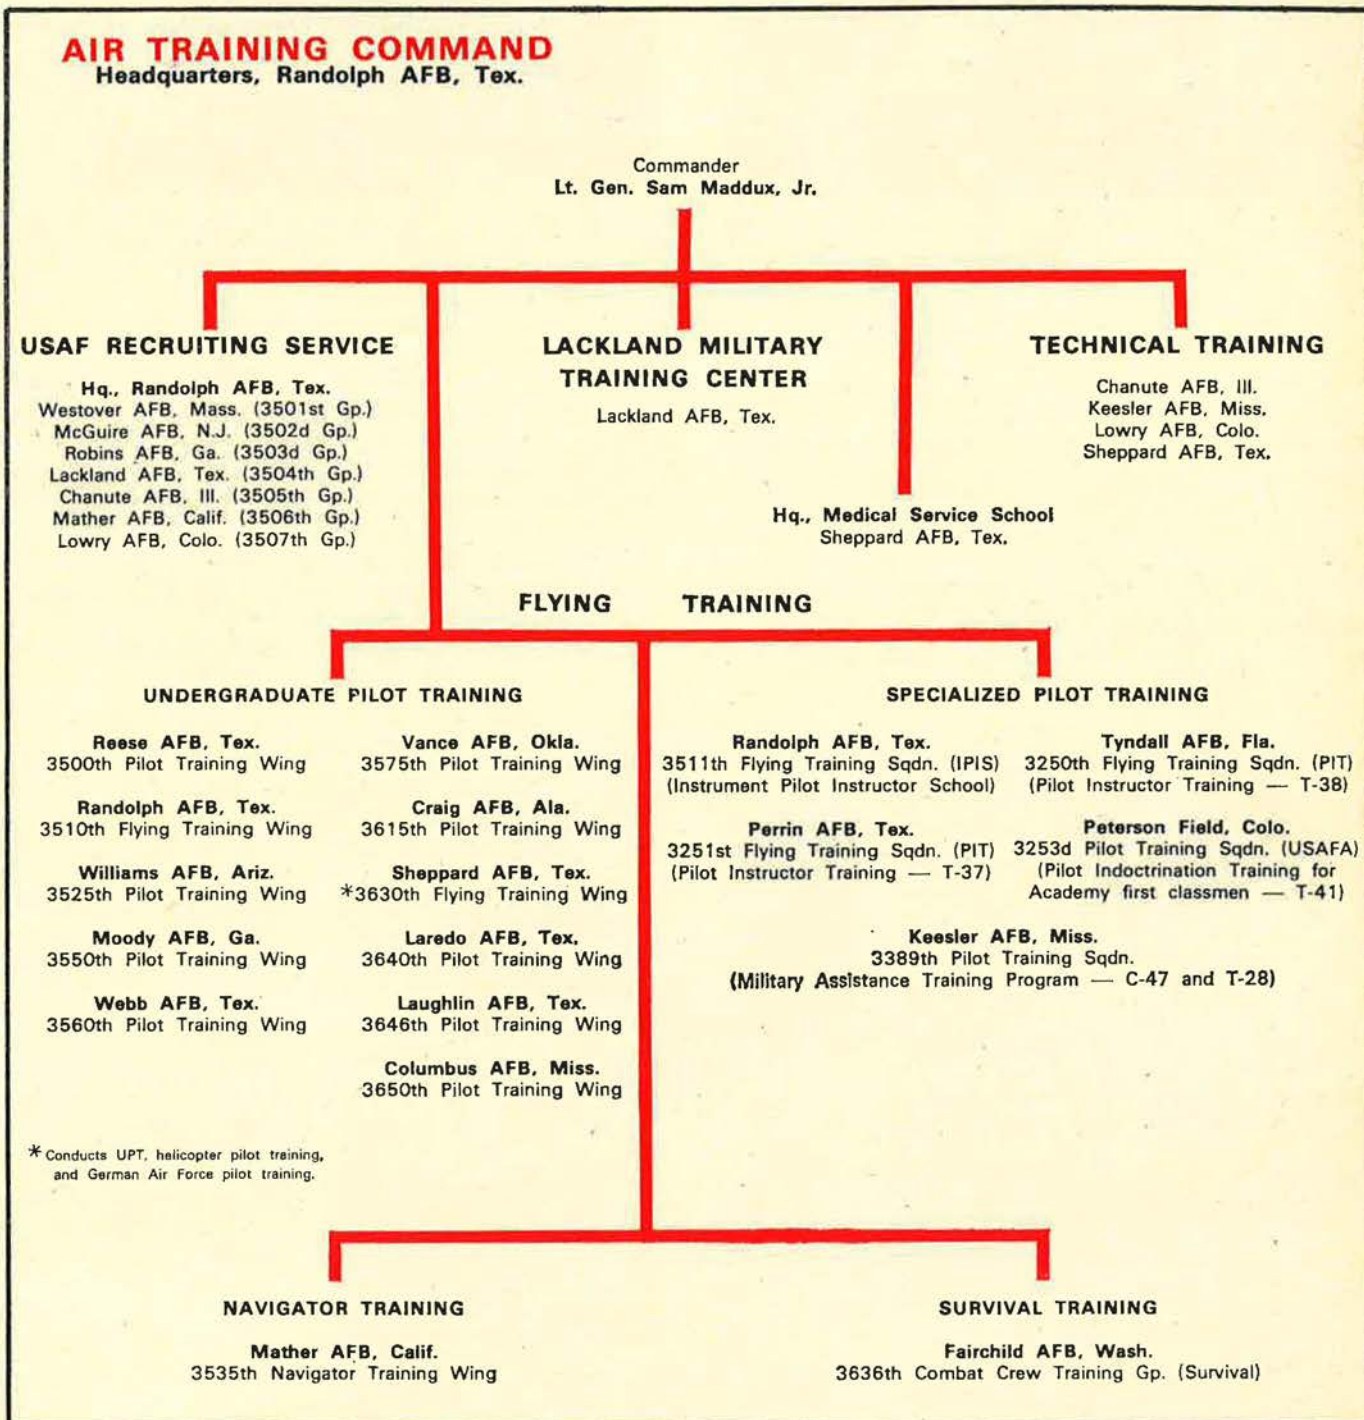 AIR TRAINING COMMAND
Headquarters, Randolph AFB, Tex.
Commander
Lt. Gen. Sam Maddux, Jr.
USAF RECRUITING SERVICE
Hq., Randolph AFB, Tex.
Westover AFB, Mass. (3501st Gp.)
McGuire AFB, N.J. (3502d Gp.)
Robins AFB, Ga. (3503d Gp.)
Lackland AFB, Tex. (3504th Gp.)
Chanute AFB, Ill. (3505th Gp.)
Mather AFB, Calif. (3506th Gp.)
Lowry AFB, Colo. (3507th Gp.)
LACKLAND MILITARY
TRAINING CENTER
Lackland AFB, Tex.
TECHNICAL TRAINING
Chanute AFB, Ill.
Keesler AFB, Miss.
Lowry AFB, Colo.
Sheppard AFB, Tex.
Hq., Medical Service School
Sheppard AFB, Tex.
FLYING TRAINING
UNDERGRADUATE PILOT TRAINING
Reese AFB, Tex.
3500th Pilot Training Wing
Randolph AFB, Tex.
3510th Flying Training Wing
Williams AFB, Ariz.
3525th Pilot Training Wing
Moody AFB, Ga.
3550th Pilot Training Wing
Webb AFB, Tex.
3560th Pilot Training Wing
Vance AFB, Okla.
3575th Pilot Training Wing
Craig AFB, Ala.
3615th Pilot Training Wing
Sheppard AFB, Tex.
*3630th Flying Training Wing
Laredo AFB, Tex.
3640th Pilot Training Wing
Laughlin AFB, Tex.
3646th Pilot Training Wing
Columbus AFB, Miss.
3650th Pilot Training Wing
* Conducts UPT, helicopter pilot training,
and German Air Force pilot training.
SPECIALIZED PILOT TRAINING
Randolph AFB, Tex.
3511th Flying Training Sqdn. (IPIS)
(Instrument Pilot Instructor School)
Perrin AFB, Tex.
3251st Flying Training Sqdn. (PIT)
(Pilot Instructor Training — T-37)
Tyndall AFB, Fla.
3250th Flying Training Sqdn. (PIT)
(Pilot Instructor Training — T-38)
Peterson Field, Colo.
3253d Pilot Training Sqdn. (USAFA)
(Pilot Indoctrination Training for
Academy first classmen — T-41)
Keesler AFB, Miss.
3389th Pilot Training Sqdn.
(Military Assistance Training Program — C-47 and T-28)
NAVIGATOR TRAINING
Mather AFB, Calif.
3535th Navigator Training Wing
SURVIVAL TRAINING
Fairchild AFB, Wash.
3636th Combat Crew Training Gp. (Survival)